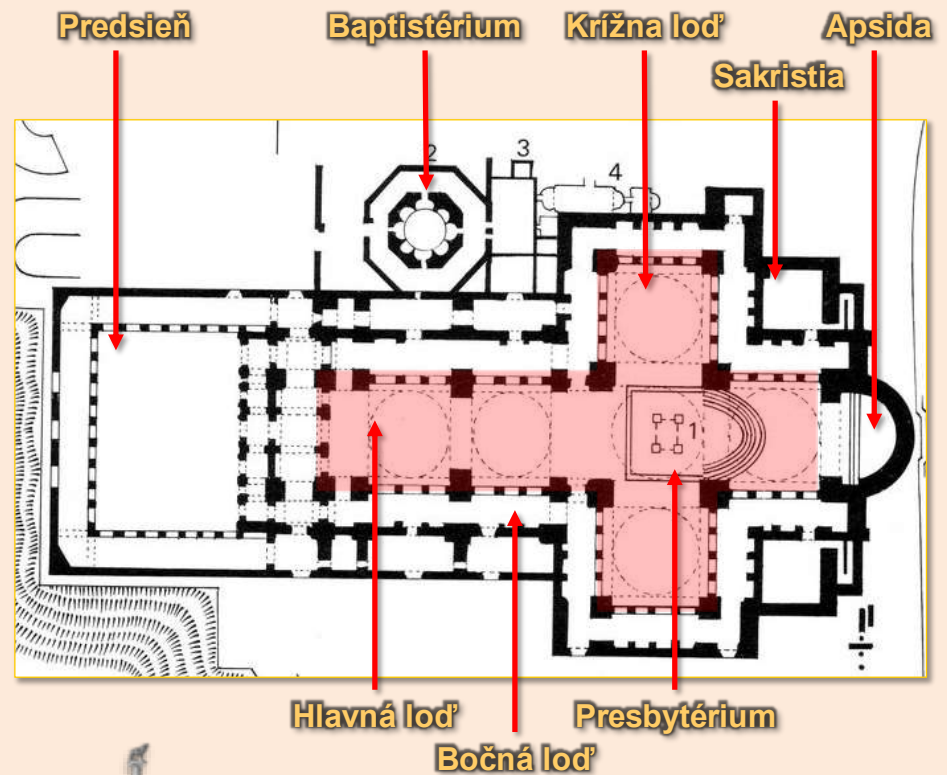 Predsieň
Baptistérium
Krížna loď
Apsida
Sakristia
2
3
4
1
Hlavná loď
Presbytérium
Bočná loď